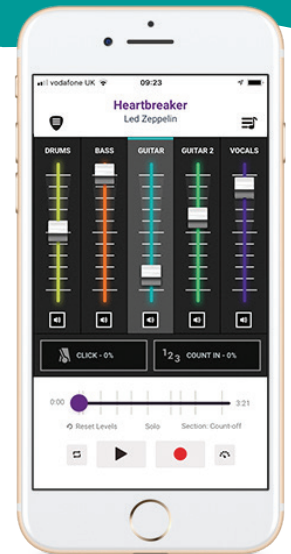 vodafone UK 09:23
Heartbreaker
Led Zeppelin
DRUMS BASS GUITAR GUITAR 2 VOCALS
CLICK - 0% 123 COUNT IN - 0%
0:00 3:21
Reset Levels Solo Section: Count-off